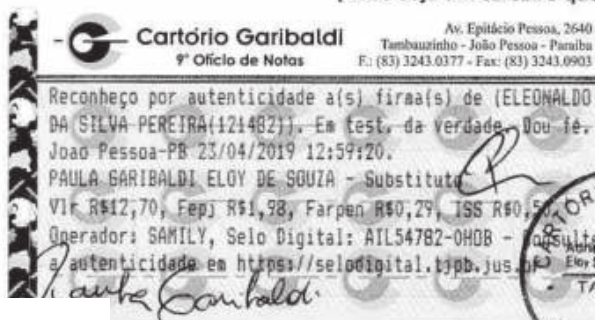 Cartório Garibaldi
9º Ofício de Notas
Av. Epitácio Pessoa, 2640
Tambauzinho - João Pessoa - Paraíba
F.: (83) 3243.0377 - Fax: (83) 3243.0903
Reconheço por autenticidade a(s) firma(s) de (ELEONALDO
DA SILVA PEREIRA(121482)). Em test. da verdade. Dou fé.
Joao Pessoa-PB 23/04/2019 12:59:20.
PAULA GARIBALDI ELOY DE SOUZA - Substituto
Vlr R$12,70, Fepj R$1,98, Farpen R$0,29, ISS R$0,
Operador: SAMILY, Selo Digital: AIL54782-OHOB - Consulte
a autenticidade em https://selodigital.tjpb.jus.
Paula Garibaldi